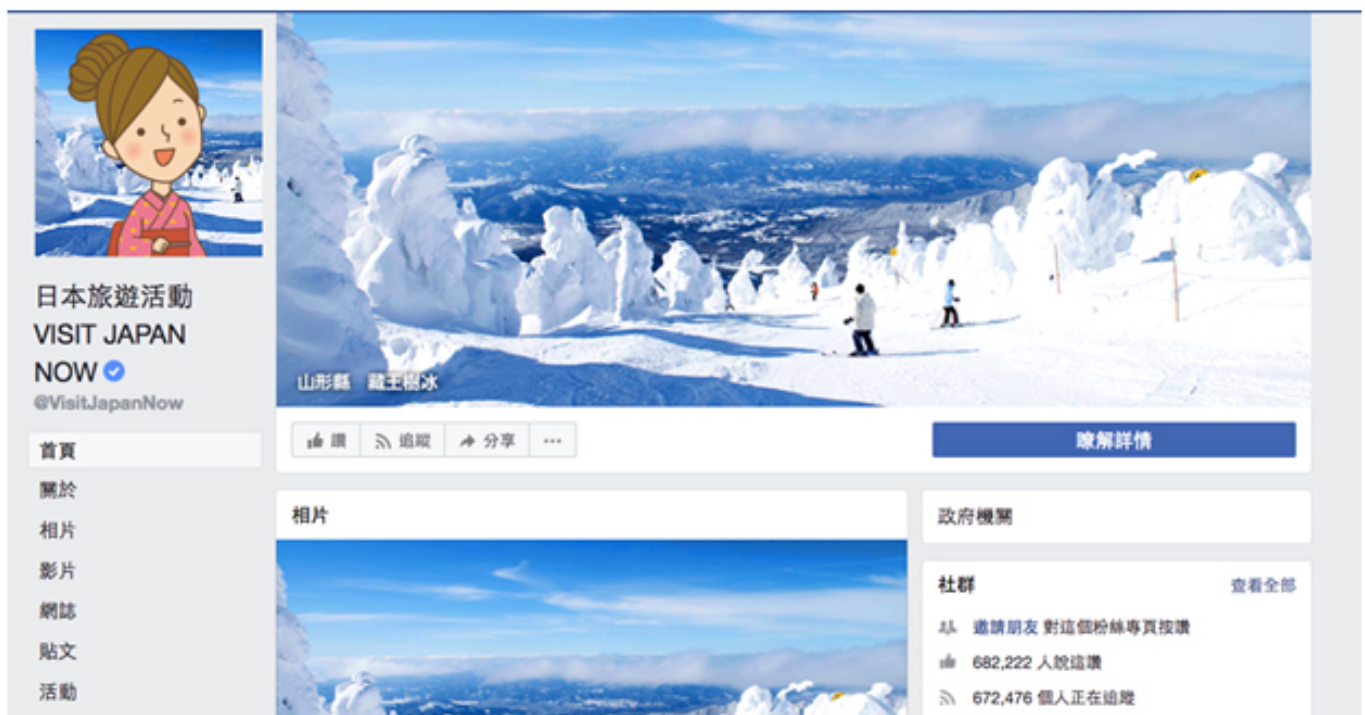 日本旅遊活動
VISIT JAPAN
NOW
@VisitJapanNow
首頁
關於
相片
影片
網誌
貼文
活動
山形縣 藏王樹冰
讚
追蹤
分享
瞭解詳情
相片
政府機關
社群
查看全部
邀請朋友 對這個粉絲專頁按讚
682,222 人說這讚
672,476 個人正在追蹤